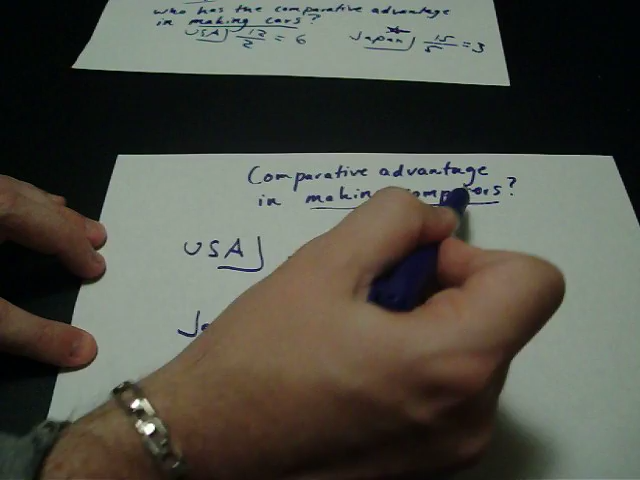 who has the comparative advantage
in making cars?
USA 12/2 = 6 Japan 15/5 = 3
Comparative advantage
in making
USA